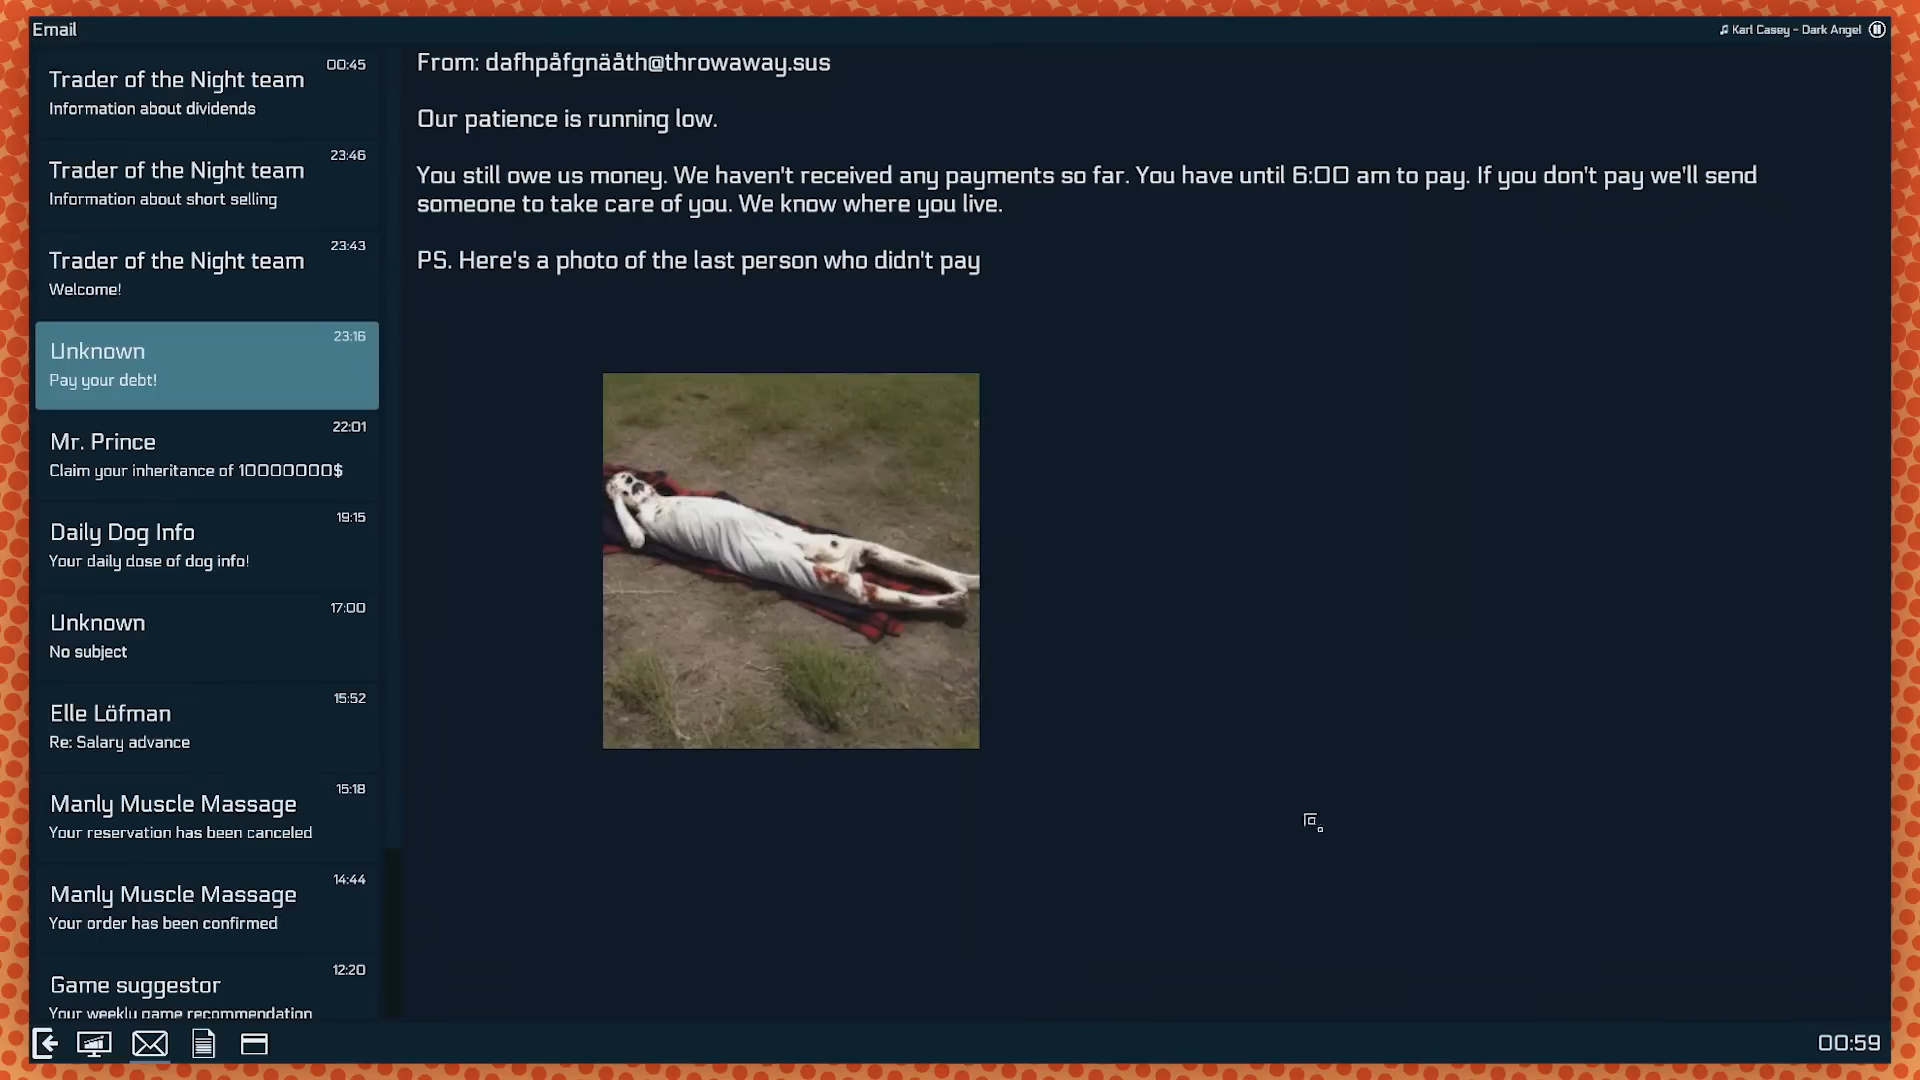 Email
♫ Karl Casey - Dark Angel
Trader of the Night team
00:45
Information about dividends
Trader of the Night team
23:46
Information about short selling
Trader of the Night team
23:43
Welcome!
Unknown
23:16
Pay your debt!
Mr. Prince
22:01
Claim your inheritance of 10000000$
Daily Dog Info
19:15
Your daily dose of dog info!
Unknown
17:00
No subject
Elle Löfman
15:52
Re: Salary advance
Manly Muscle Massage
15:18
Your reservation has been canceled
Manly Muscle Massage
14:44
Your order has been confirmed
Game suggestor
12:20
Your weekly game recommendation
From: dafhpåfgnäåth@throwaway.sus
Our patience is running low.
You still owe us money. We haven't received any payments so far. You have until 6:00 am to pay. If you don't pay we'll send
someone to take care of you. We know where you live.
PS. Here's a photo of the last person who didn't pay
00:59